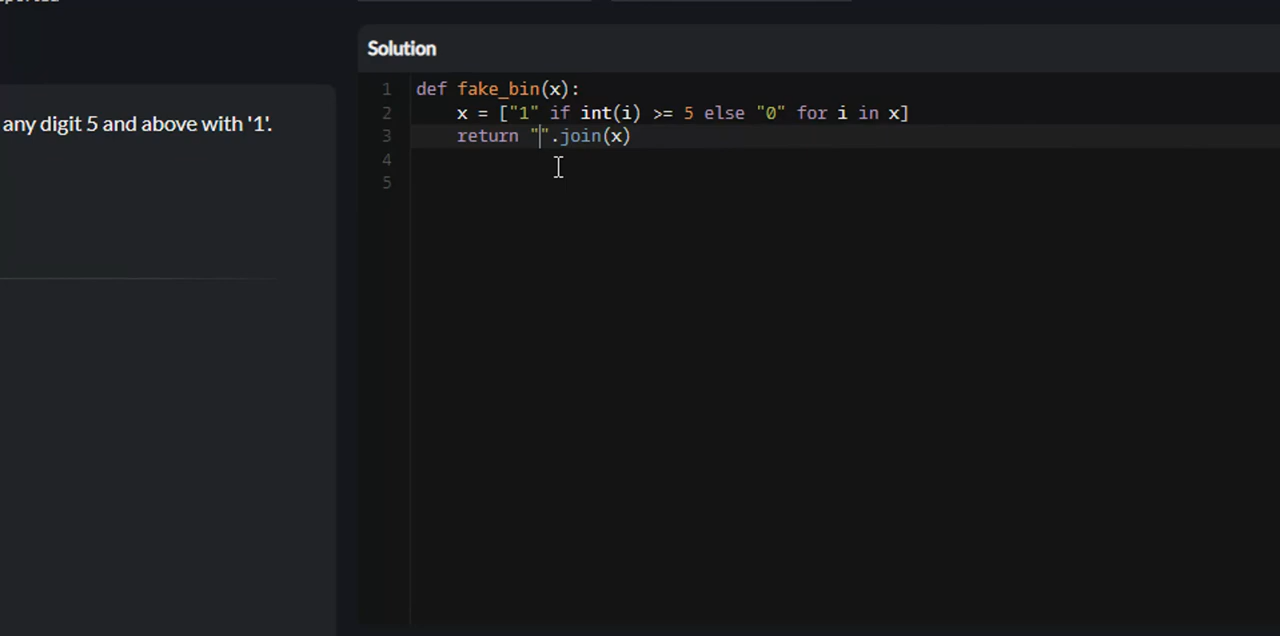 Solution
any digit 5 and above with '1'.
1 def fake_bin(x):
2 x = ["1" if int(i) >= 5 else "0" for i in x]
3 return "".join(x)
4
5